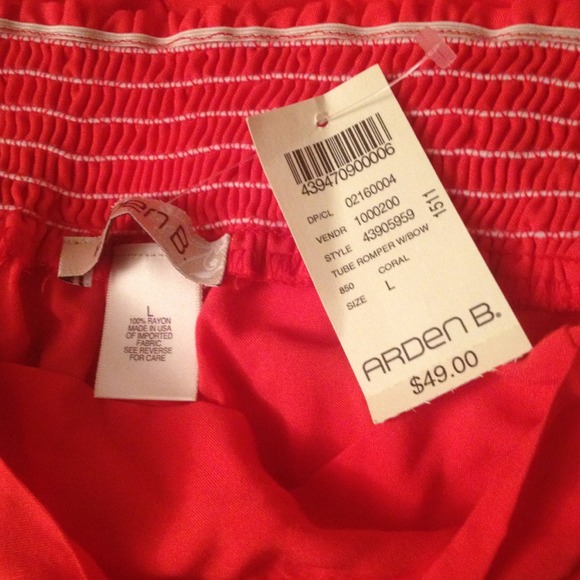 439470900006
DP/CL 02160004
VENDR 1000200
STYLE 43905959
TUBE ROMPER W/BOW
850 CORAL
SIZE L
1511
ARDEN B.
$49.00
ARDEN B.
L
100% RAYON
MADE IN USA
OF IMPORTED
FABRIC
SEE REVERSE
FOR CARE